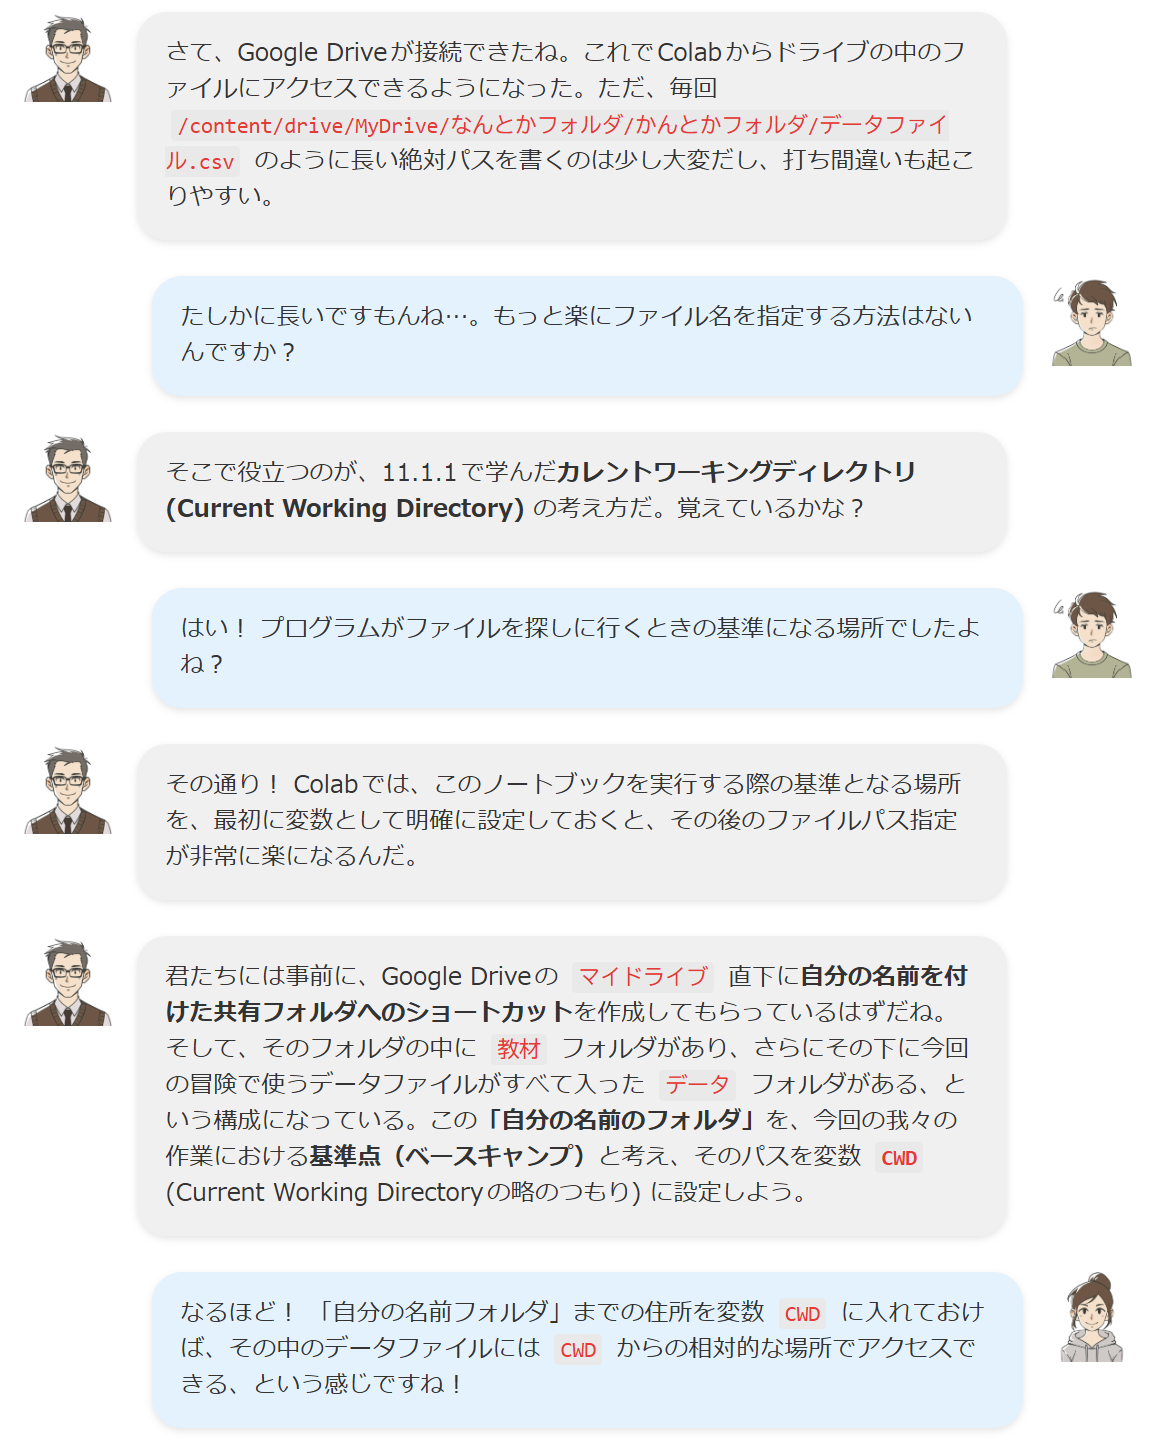 さて、Google Driveが接続できたね。これでColabからドライブの中のフ
ァイルにアクセスできるようになった。ただ、毎回
/content/drive/MyDrive/なんとかフォルダ/かんとかフォルダ/データファイ
ル.csv のように長い絶対パスを書くのは少し大変だし、打ち間違いも起こ
りやすい。
たしかに長いですもんね…。もっと楽にファイル名を指定する方法はない
んですか？
そこで役立つのが、11.1.1で学んだカレントワーキングディレクトリ
(Current Working Directory) の考え方だ。覚えているかな？
はい！ プログラムがファイルを探しに行くときの基準になる場所でしたよ
ね？
その通り！ Colabでは、このノートブックを実行する際の基準となる場所
を、最初に変数として明確に設定しておくと、その後のファイルパス指定
が非常に楽になるんだ。
君たちには事前に、Google Driveの マイドライブ 直下に自分の名前を付
けた共有フォルダへのショートカットを作成してもらっているはずだね。
そして、そのフォルダの中に 教材 フォルダがあり、さらにその下に今回
の冒険で使うデータファイルがすべて入った データ フォルダがある、と
いう構成になっている。この「自分の名前のフォルダ」を、今回の我々の
作業における基準点（ベースキャンプ）と考え、そのパスを変数 CWD
(Current Working Directoryの略のつもり) に設定しよう。
なるほど！ 「自分の名前フォルダ」までの住所を変数 CWD に入れておけ
ば、その中のデータファイルには CWD からの相対的な場所でアクセスで
きる、という感じですね！